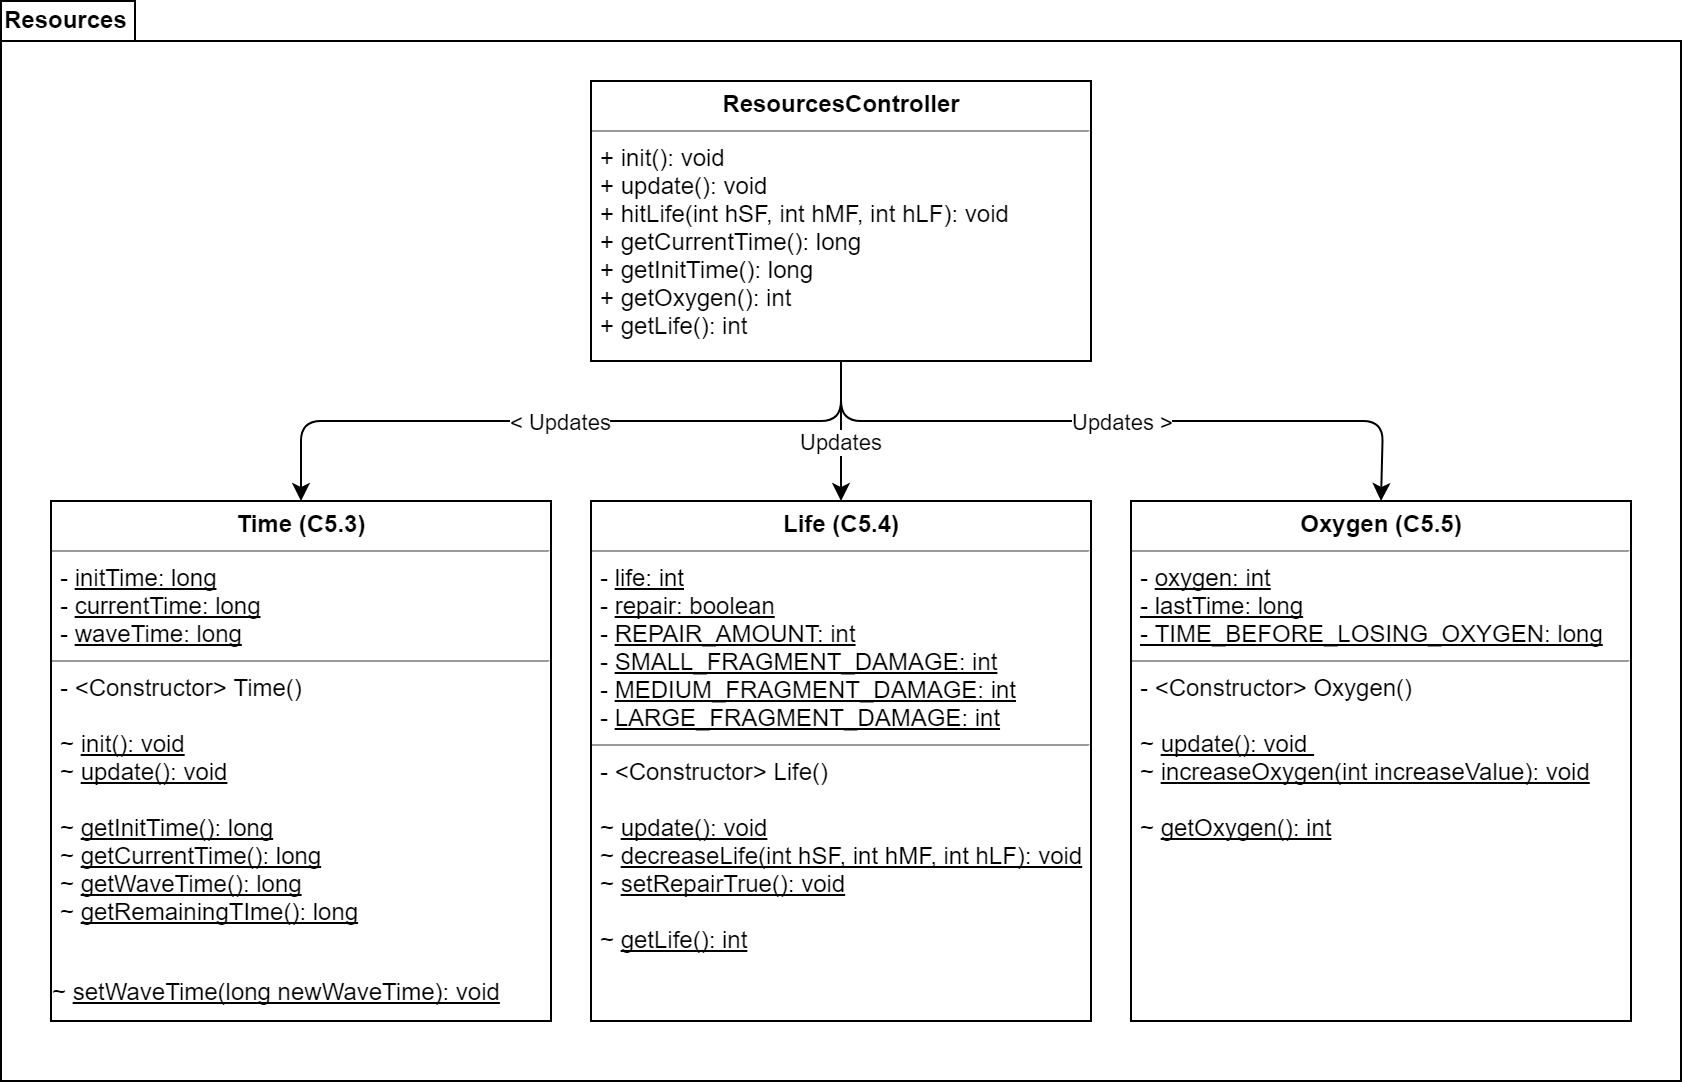 Resources
ResourcesController
+ init(): void
+ update(): void
+ hitLife(int hSF, int hMF, int hLF): void
+ getCurrentTime(): long
+ getInitTime(): long
+ getOxygen(): int
+ getLife(): int
< Updates
Updates
Updates >
Time (C5.3)
- initTime: long
- currentTime: long
- waveTime: long
- <Constructor> Time()
~ init(): void
~ update(): void
~ getInitTime(): long
~ getCurrentTime(): long
~ getWaveTime(): long
~ getRemainingTIme(): long
~ setWaveTime(long newWaveTime): void
Life (C5.4)
- life: int
- repair: boolean
- REPAIR_AMOUNT: int
- SMALL_FRAGMENT_DAMAGE: int
- MEDIUM_FRAGMENT_DAMAGE: int
- LARGE_FRAGMENT_DAMAGE: int
- <Constructor> Life()
~ update(): void
~ decreaseLife(int hSF, int hMF, int hLF): void
~ setRepairTrue(): void
~ getLife(): int
Oxygen (C5.5)
- oxygen: int
- lastTime: long
- TIME_BEFORE_LOSING_OXYGEN: long
- <Constructor> Oxygen()
~ update(): void
~ increaseOxygen(int increaseValue): void
~ getOxygen(): int